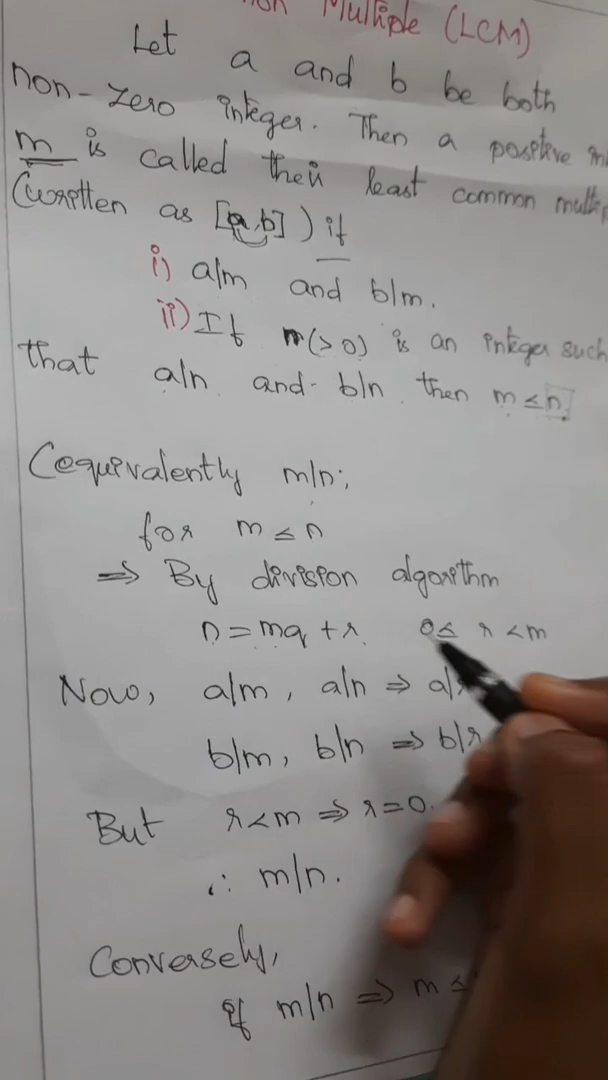 Multiple (LCM)
Let a and b be both
non-zero integer. Then a positive
m is called their least common
(written as [a,b]) if
i) a/m and b/m.
ii) If n(>0) is an integer such
that a/n and b/n then m≤n.
(equivalently m/n;
for m≤n
⇒ By division algorithm
n = mq + r. 0≤ r <m
Now, a/m, a/n ⇒ a/
b/m, b/n ⇒ b/r
But r<m ⇒ r=0.
∴ m/n.
Conversely,
if m/n ⇒ m ≤